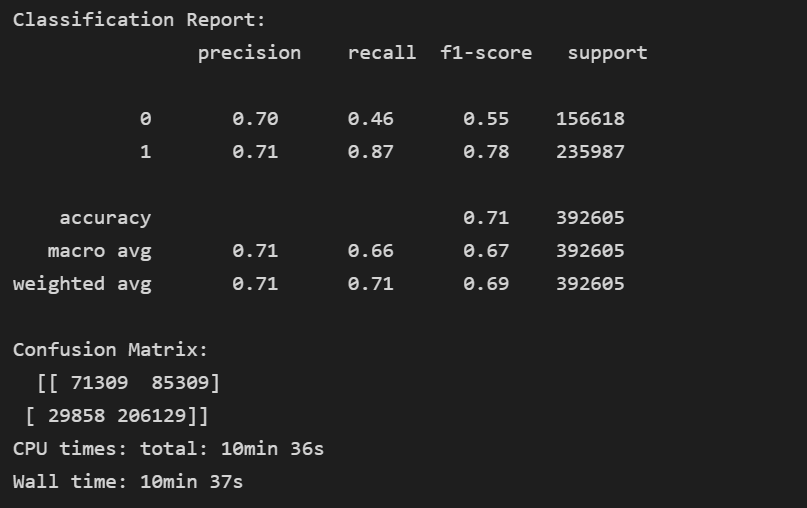 Classification Report:
precision recall f1-score support
0 0.70 0.46 0.55 156618
1 0.71 0.87 0.78 235987
accuracy 0.71 392605
macro avg 0.71 0.66 0.67 392605
weighted avg 0.71 0.71 0.69 392605
Confusion Matrix:
[[ 71309 85309]
[ 29858 206129]]
CPU times: total: 10min 36s
Wall time: 10min 37s